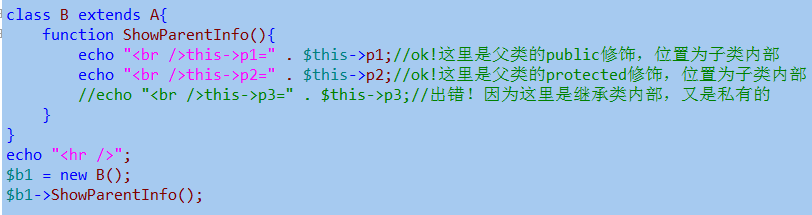 class B extends A{
    function ShowParentInfo(){
        echo "<br />this->p1=" . $this->p1;//ok!这里是父类的public修饰，位置为子类内部
        echo "<br />this->p2=" . $this->p2;//ok!这里是父类的protected修饰，位置为子类内部
        //echo "<br />this->p3=" . $this->p3;//出错！因为这里是继承类内部，又是私有的
    }
}
echo "<hr />";
$b1 = new B();
$b1->ShowParentInfo();